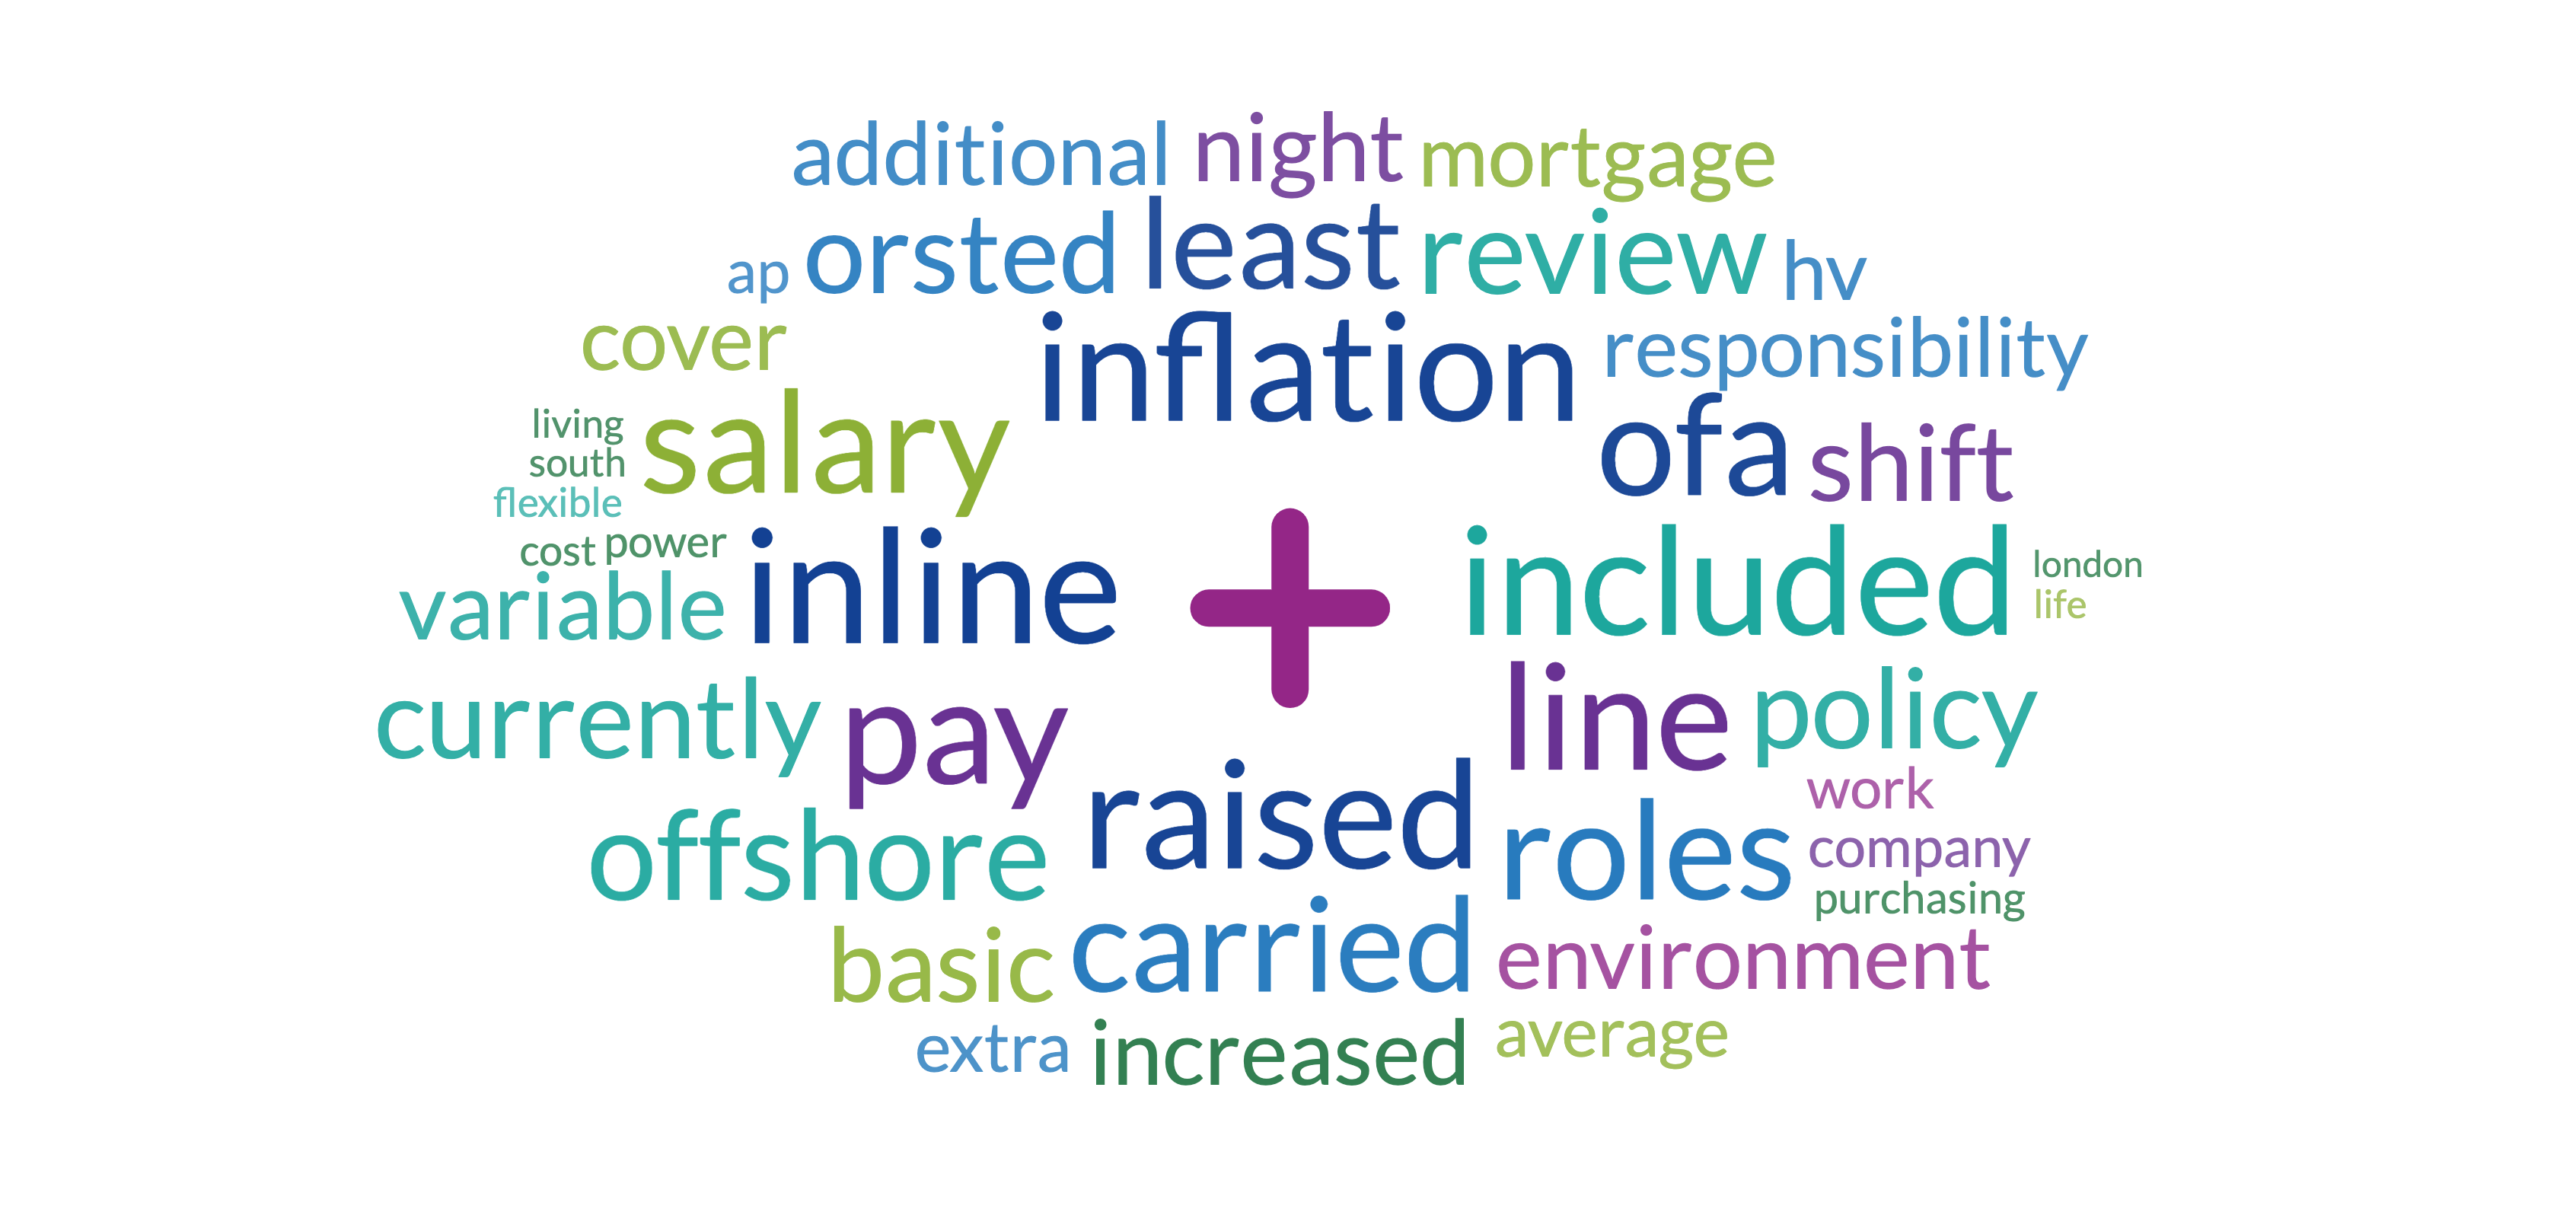 additional night mortgage
ap orsted least review hv
cover inflation responsibility
living salary ofa shift
south
flexible
cost power inline + included london
variable life
currently pay line policy
work
offshore raised roles company
purchasing
basic carried environment
extra increased average